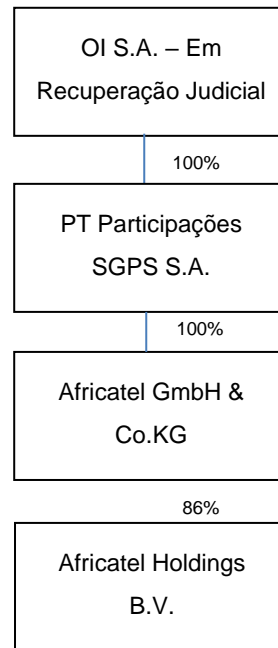 OI S.A. – Em
Recuperação Judicial
100%
PT Participações
SGPS S.A.
100%
Africatel GmbH &
Co.KG
86%
Africatel Holdings
B.V.